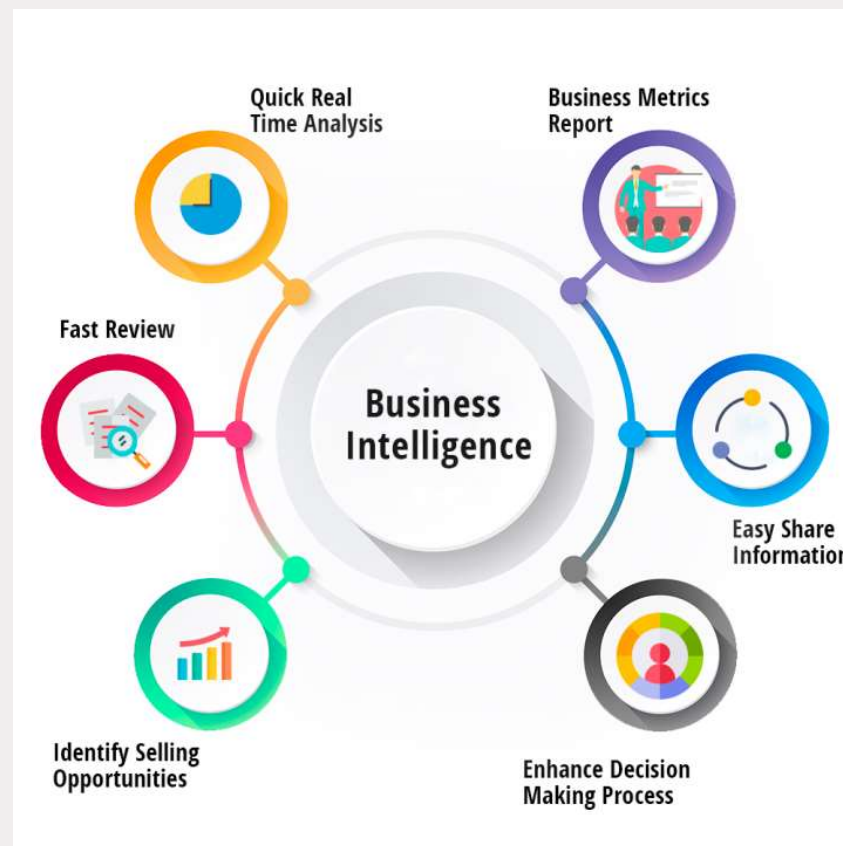 Quick Real
Time Analysis
Business Metrics
Report
Fast Review
Business
Intelligence
Easy Share
Information
Identify Selling
Opportunities
Enhance Decision
Making Process